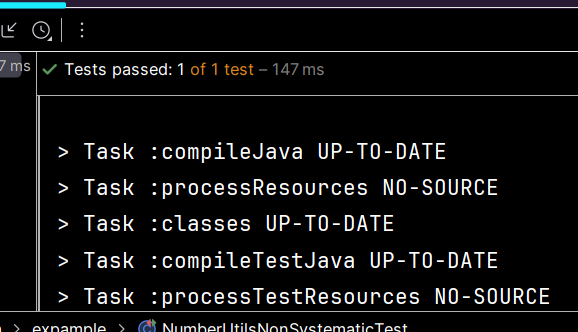 7 ms
Tests passed: 1 of 1 test – 147 ms
> Task :compileJava UP-TO-DATE
> Task :processResources NO-SOURCE
> Task :classes UP-TO-DATE
> Task :compileTestJava UP-TO-DATE
> Task :processTestResources NO-SOURCE
> expample > NumberUtilsNonSystematicTest